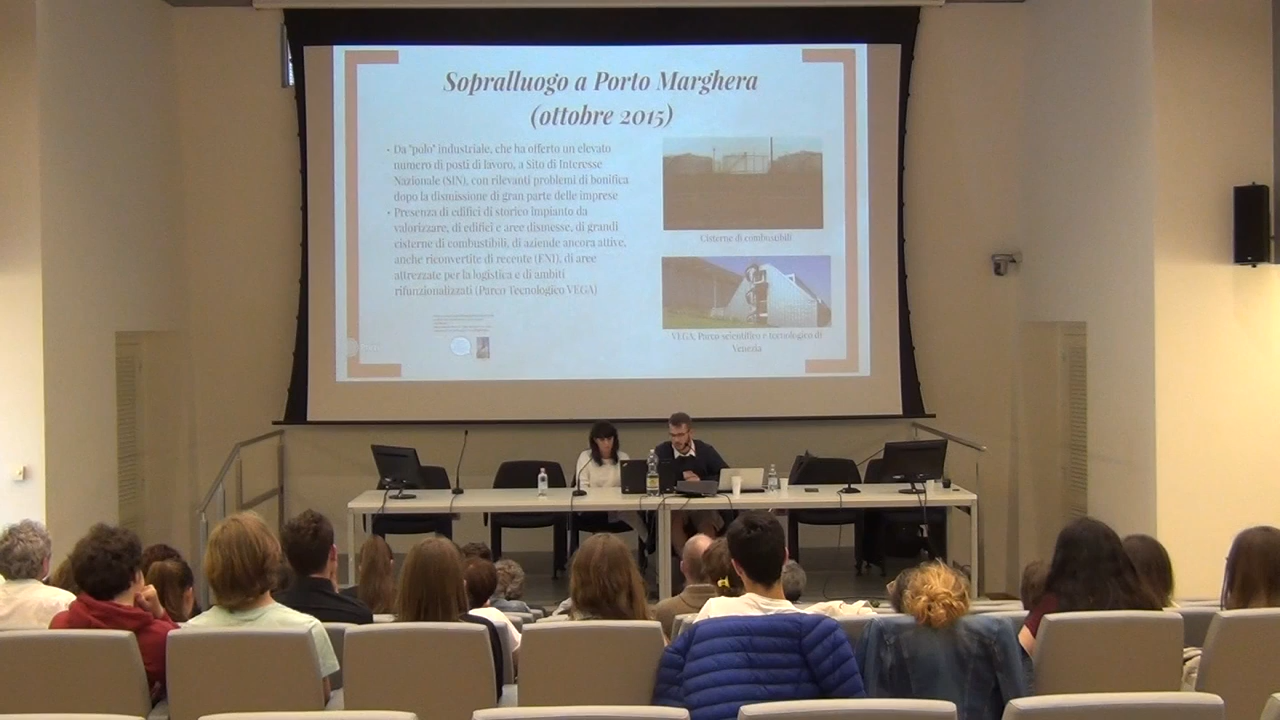 Sopralluogo a Porto Marghera
(ottobre 2015)
• Da "polo" industriale, che ha offerto un elevato
numero di posti di lavoro, a Sito di Interesse
Nazionale (SIN), con rilevanti problemi di bonifica
dopo la dismissione di gran parte delle imprese
• Presenza di edifici di storico impianto da
valorizzare, di edifici e aree dismesse, di grandi
cisterne di combustibili, di aziende ancora attive,
anche riconvertite di recente (ENI), di aree
attrezzate per la logistica e di ambiti
rifunzionalizzati (Parco Tecnologico VEGA)
Cisterne di combustibili
VEGA, Parco scientifico e tecnologico di
Venezia